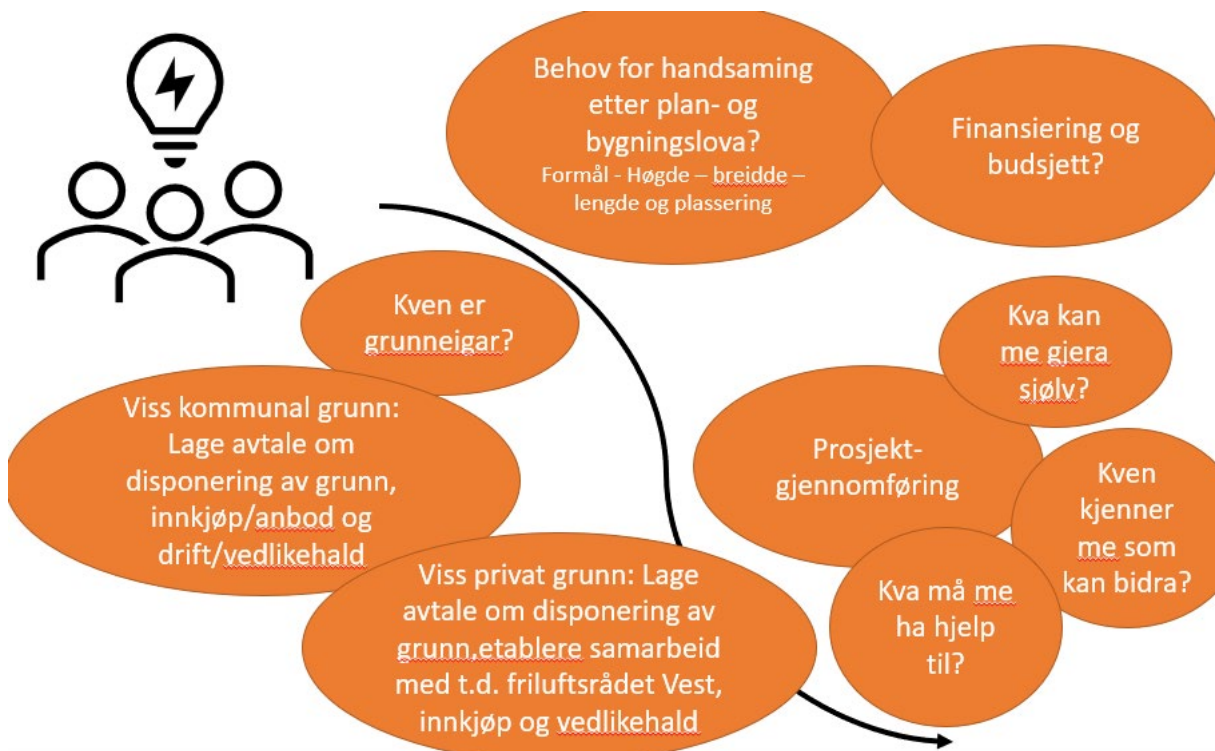 Behov for handsaming
etter plan- og
bygningslova?
Formål - Høgde – breidde –
lengde og plassering
Finansiering og
budsjett?
Kven er
grunneigar?
Viss kommunal grunn:
Lage avtale om
disponering av grunn,
innkjøp/anbod og
drift/vedlikehald
Viss privat grunn: Lage
avtale om disponering av
grunn,etablere samarbeid
med t.d. friluftsrådet Vest,
innkjøp og vedlikehald
Prosjekt-
gjennomføring
Kva kan
me gjera
sjølv?
Kven
kjenner
me som
kan bidra?
Kva må me
ha hjelp
til?